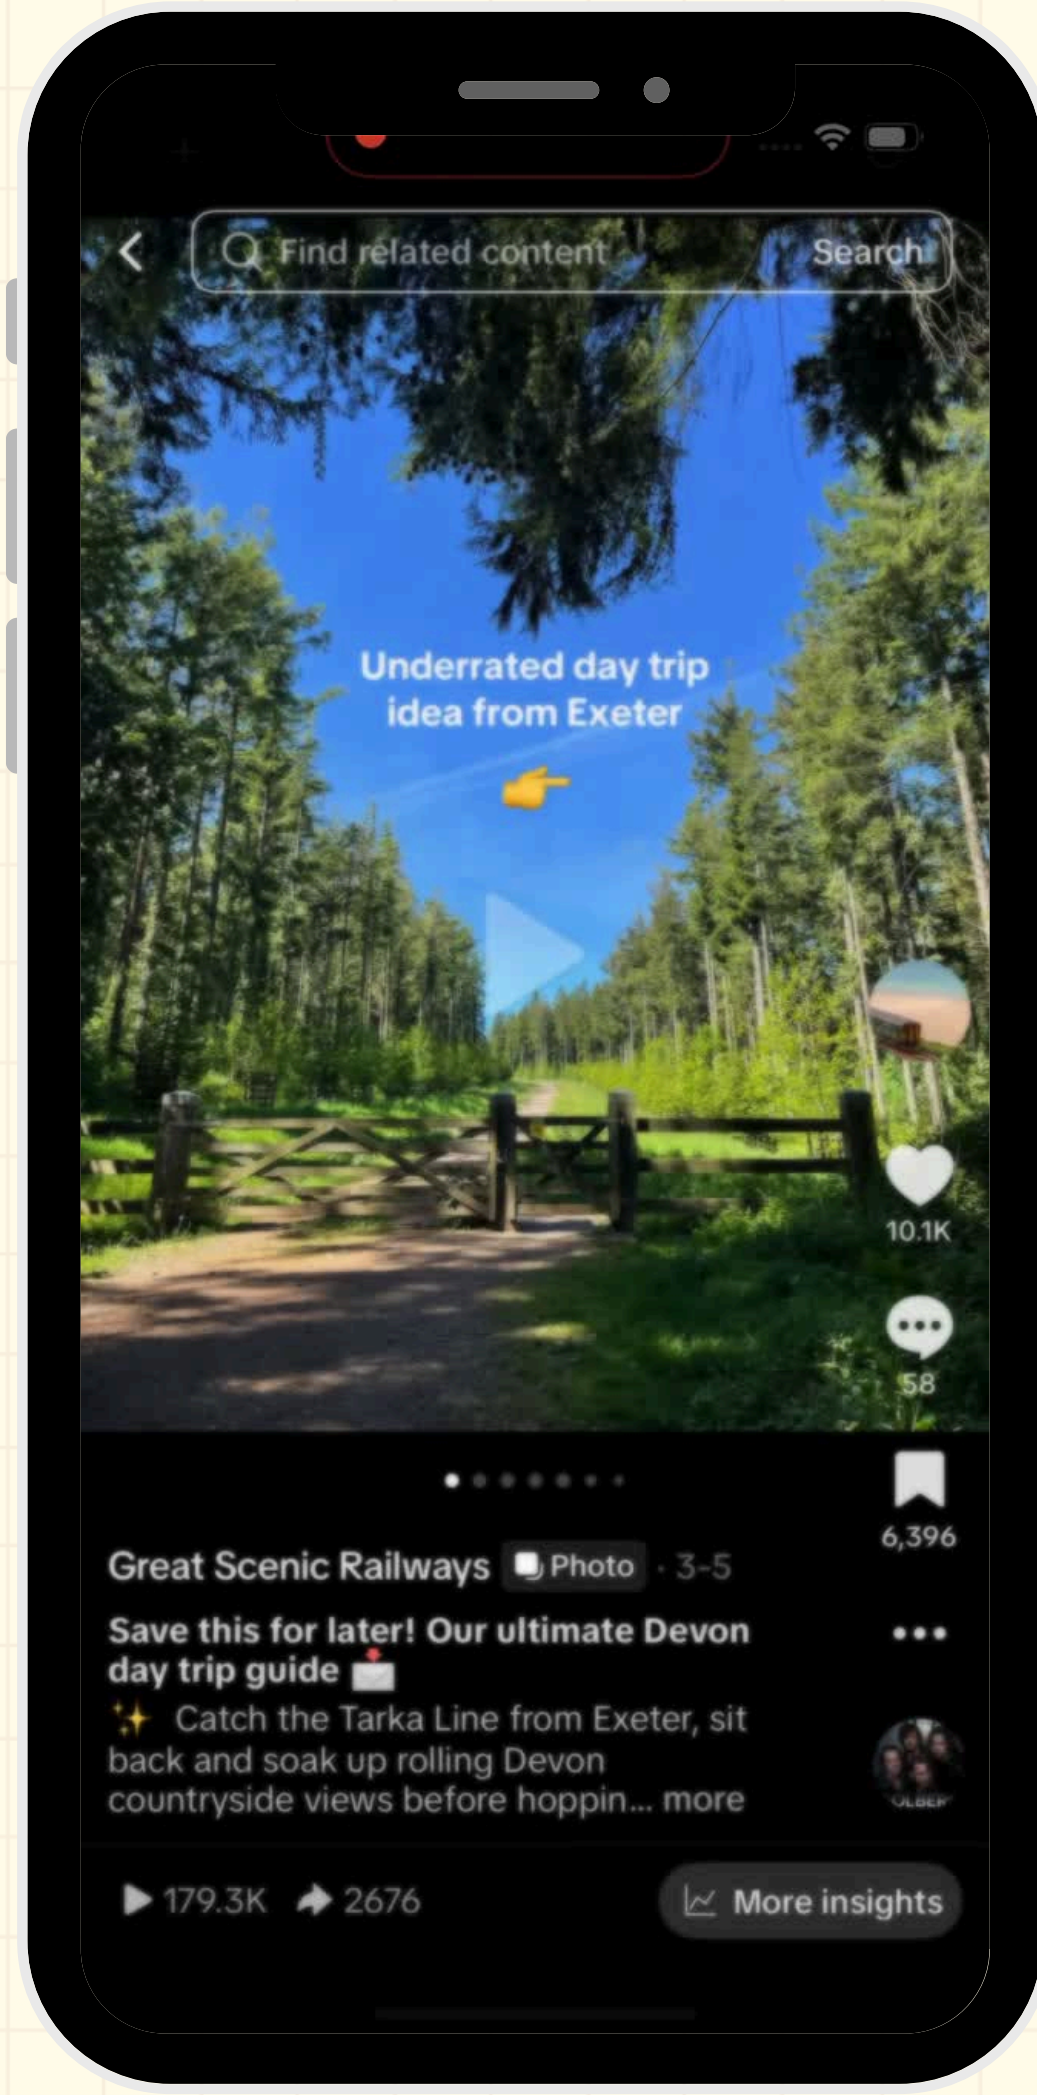 Find related content Search
Underrated day trip
idea from Exeter
10.1K
58
6,396
Great Scenic Railways Photo · 3-5
Save this for later! Our ultimate Devon
day trip guide
Catch the Tarka Line from Exeter, sit
back and soak up rolling Devon
countryside views before hoppin... more
179.3K 2676 More insights